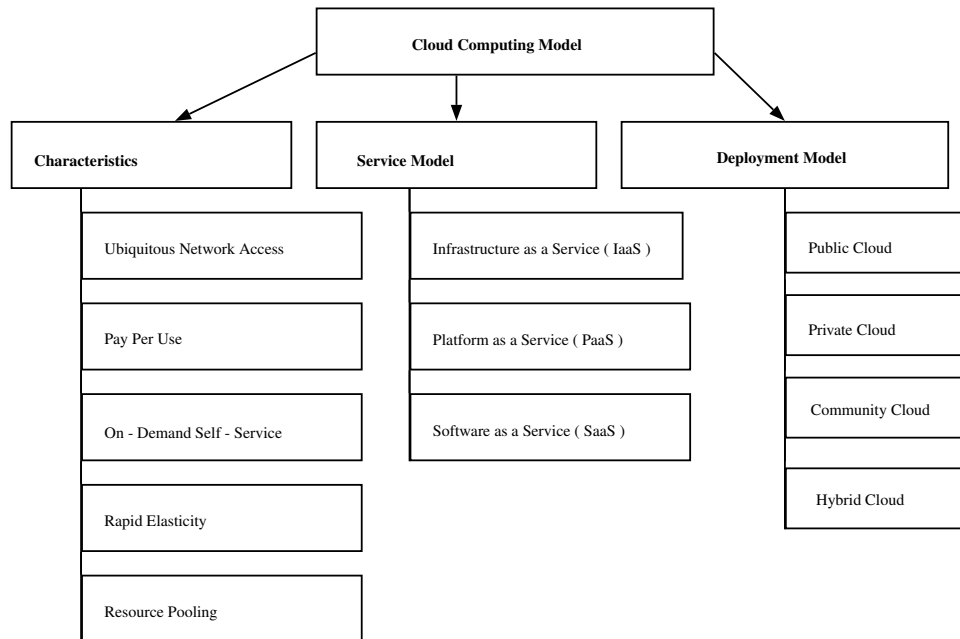 Cloud Computing Model
Characteristics
Ubiquitous Network Access
Pay Per Use
On - Demand Self - Service
Rapid Elasticity
Resource Pooling
Service Model
Infrastructure as a Service ( IaaS )
Platform as a Service ( PaaS )
Software as a Service ( SaaS )
Deployment Model
Public Cloud
Private Cloud
Community Cloud
Hybrid Cloud